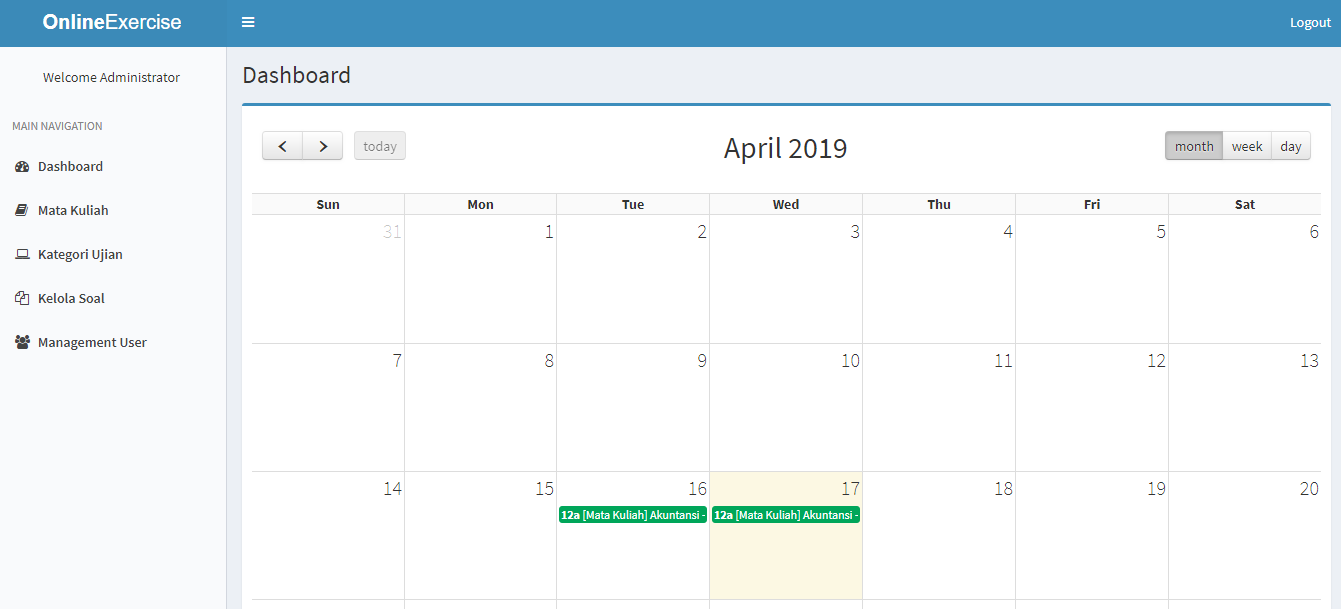 OnlineExercise
Logout
Welcome Administrator
MAIN NAVIGATION
Dashboard
Mata Kuliah
Kategori Ujian
Kelola Soal
Management User
Dashboard
today
April 2019
month week day
Sun Mon Tue Wed Thu Fri Sat
31 1 2 3 4 5 6
7 8 9 10 11 12 13
14 15 16 17 18 19 20
12a [Mata Kuliah] Akuntansi - 12a [Mata Kuliah] Akuntansi -